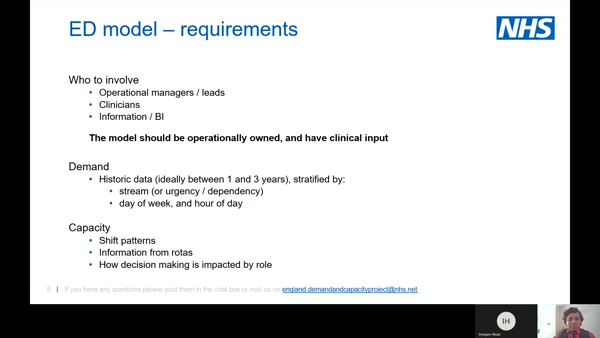 ED model – requirements
NHS
Who to involve
• Operational managers / leads
• Clinicians
• Information / BI
The model should be operationally owned, and have clinical input
Demand
• Historic data (ideally between 1 and 3 years), stratified by:
• stream (or urgency / dependency)
• day of week, and hour of day
Capacity
• Shift patterns
• Information from rotas
• How decision making is impacted by role
8 | If you have any questions please post them in the chat box or mail us on england.demandandcapacityproject@nhs.net
IH